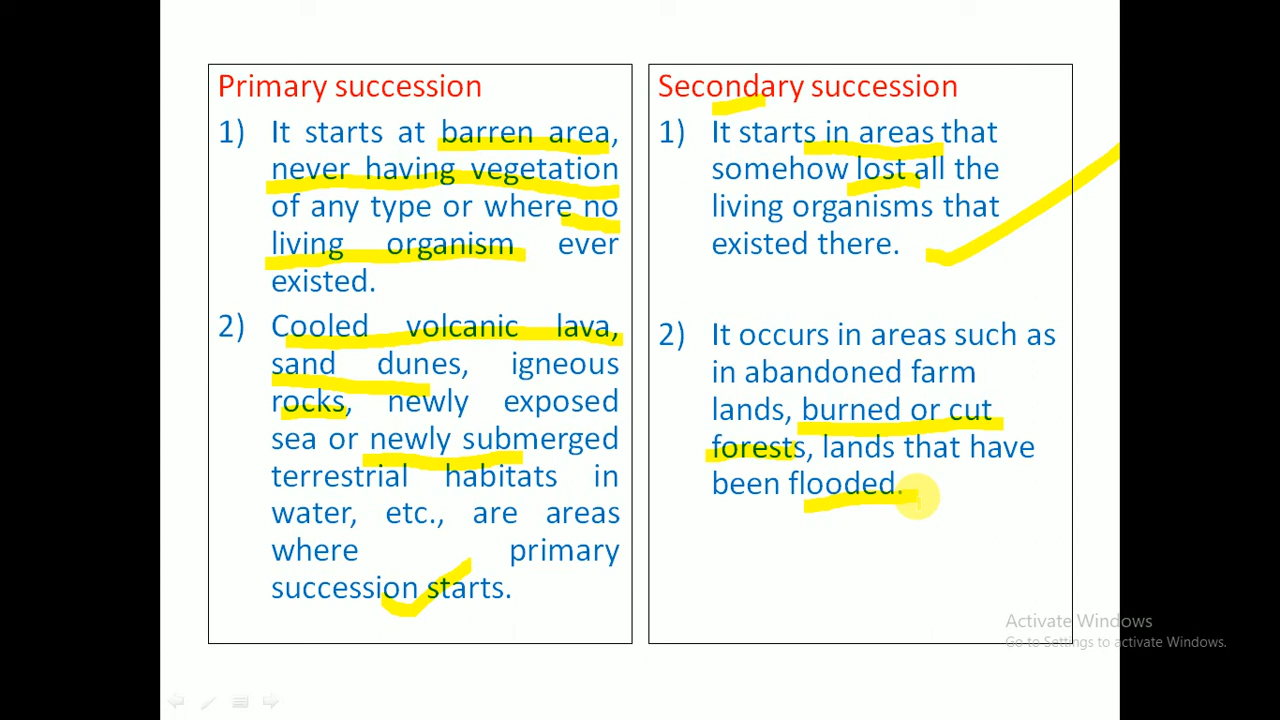 Primary succession
1) It starts at barren area,
never having vegetation
of any type or where no
living organism ever
existed.
2) Cooled volcanic lava,
sand dunes, igneous
rocks, newly exposed
sea or newly submerged
terrestrial habitats in
water, etc., are areas
where primary
succession starts.
Secondary succession
1) It starts in areas that
somehow lost all the
living organisms that
existed there.
2) It occurs in areas such as
in abandoned farm
lands, burned or cut
forests, lands that have
been flooded.
Activate Windows
Go to Settings to activate Windows.